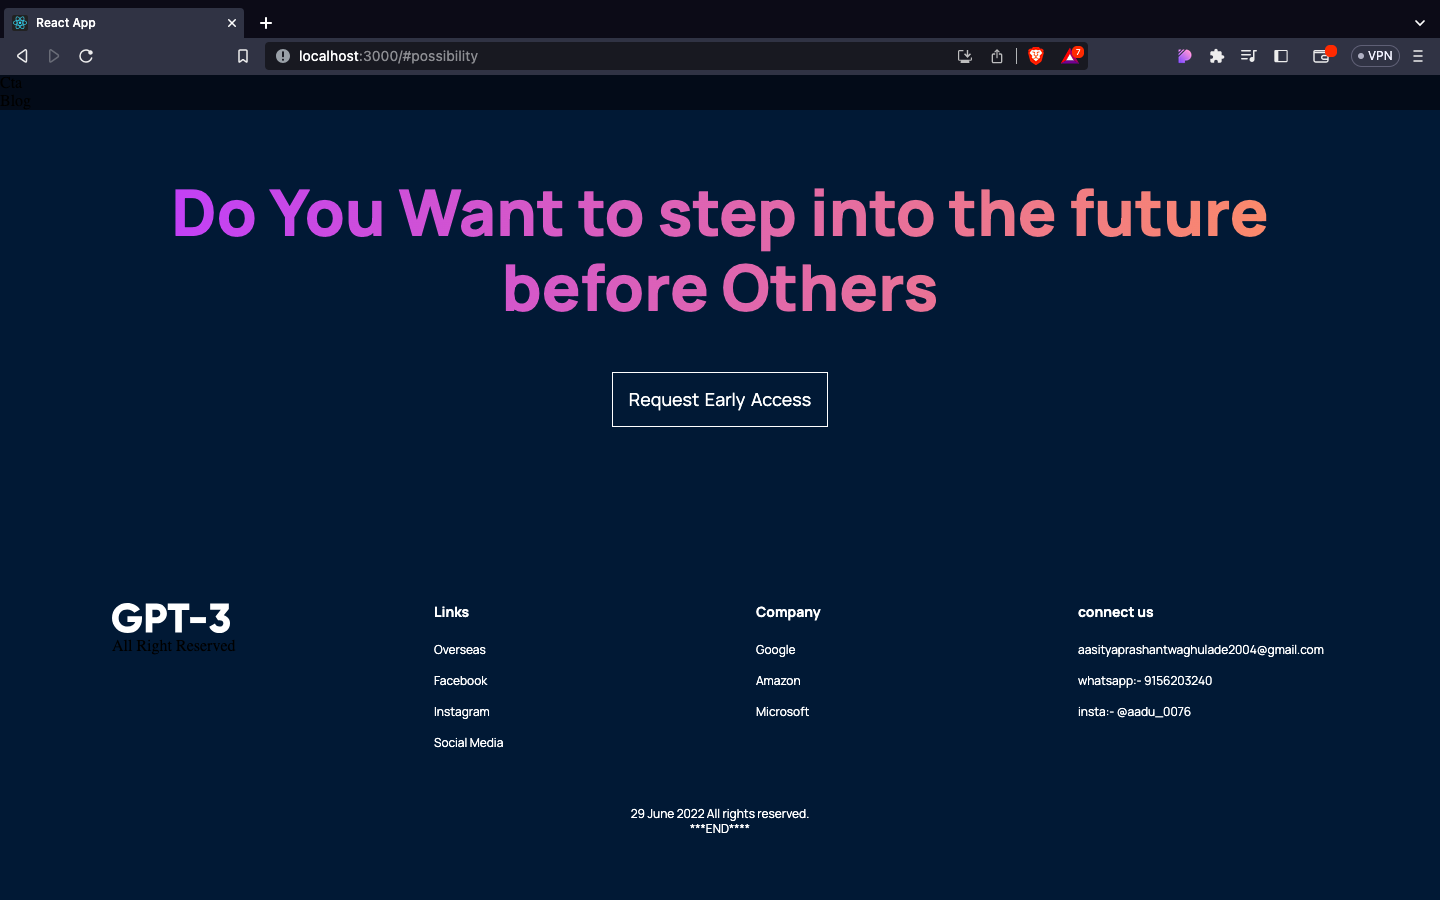 React App
localhost:3000/#possibility
7
VPN
Cta
Blog
Do You Want to step into the future
before Others
Request Early Access
GPT-3
All Right Reserved
Links
Overseas
Facebook
Instagram
Social Media
Company
Google
Amazon
Microsoft
connect us
aasityaprashantwaghulade2004@gmail.com
whatsapp:- 9156203240
insta:- @aadu_0076
29 June 2022 All rights reserved.
***END****